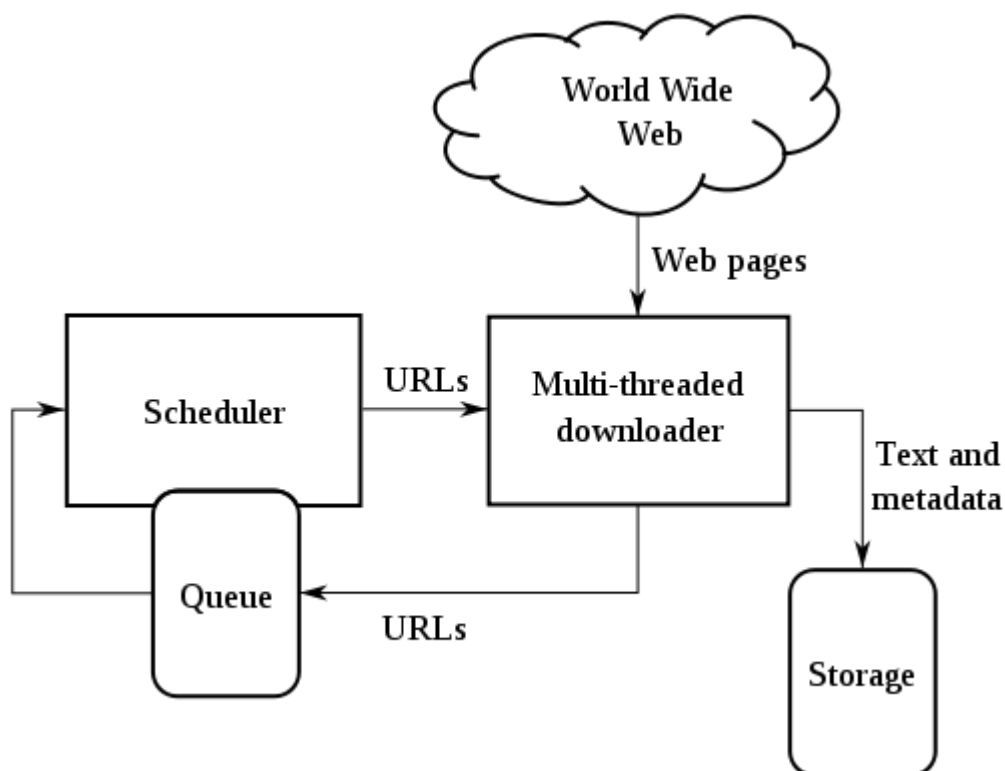 World Wide
Web
Web pages
URLs
Multi-threaded
downloader
Scheduler
Text and
metadata
Queue
URLs
Storage